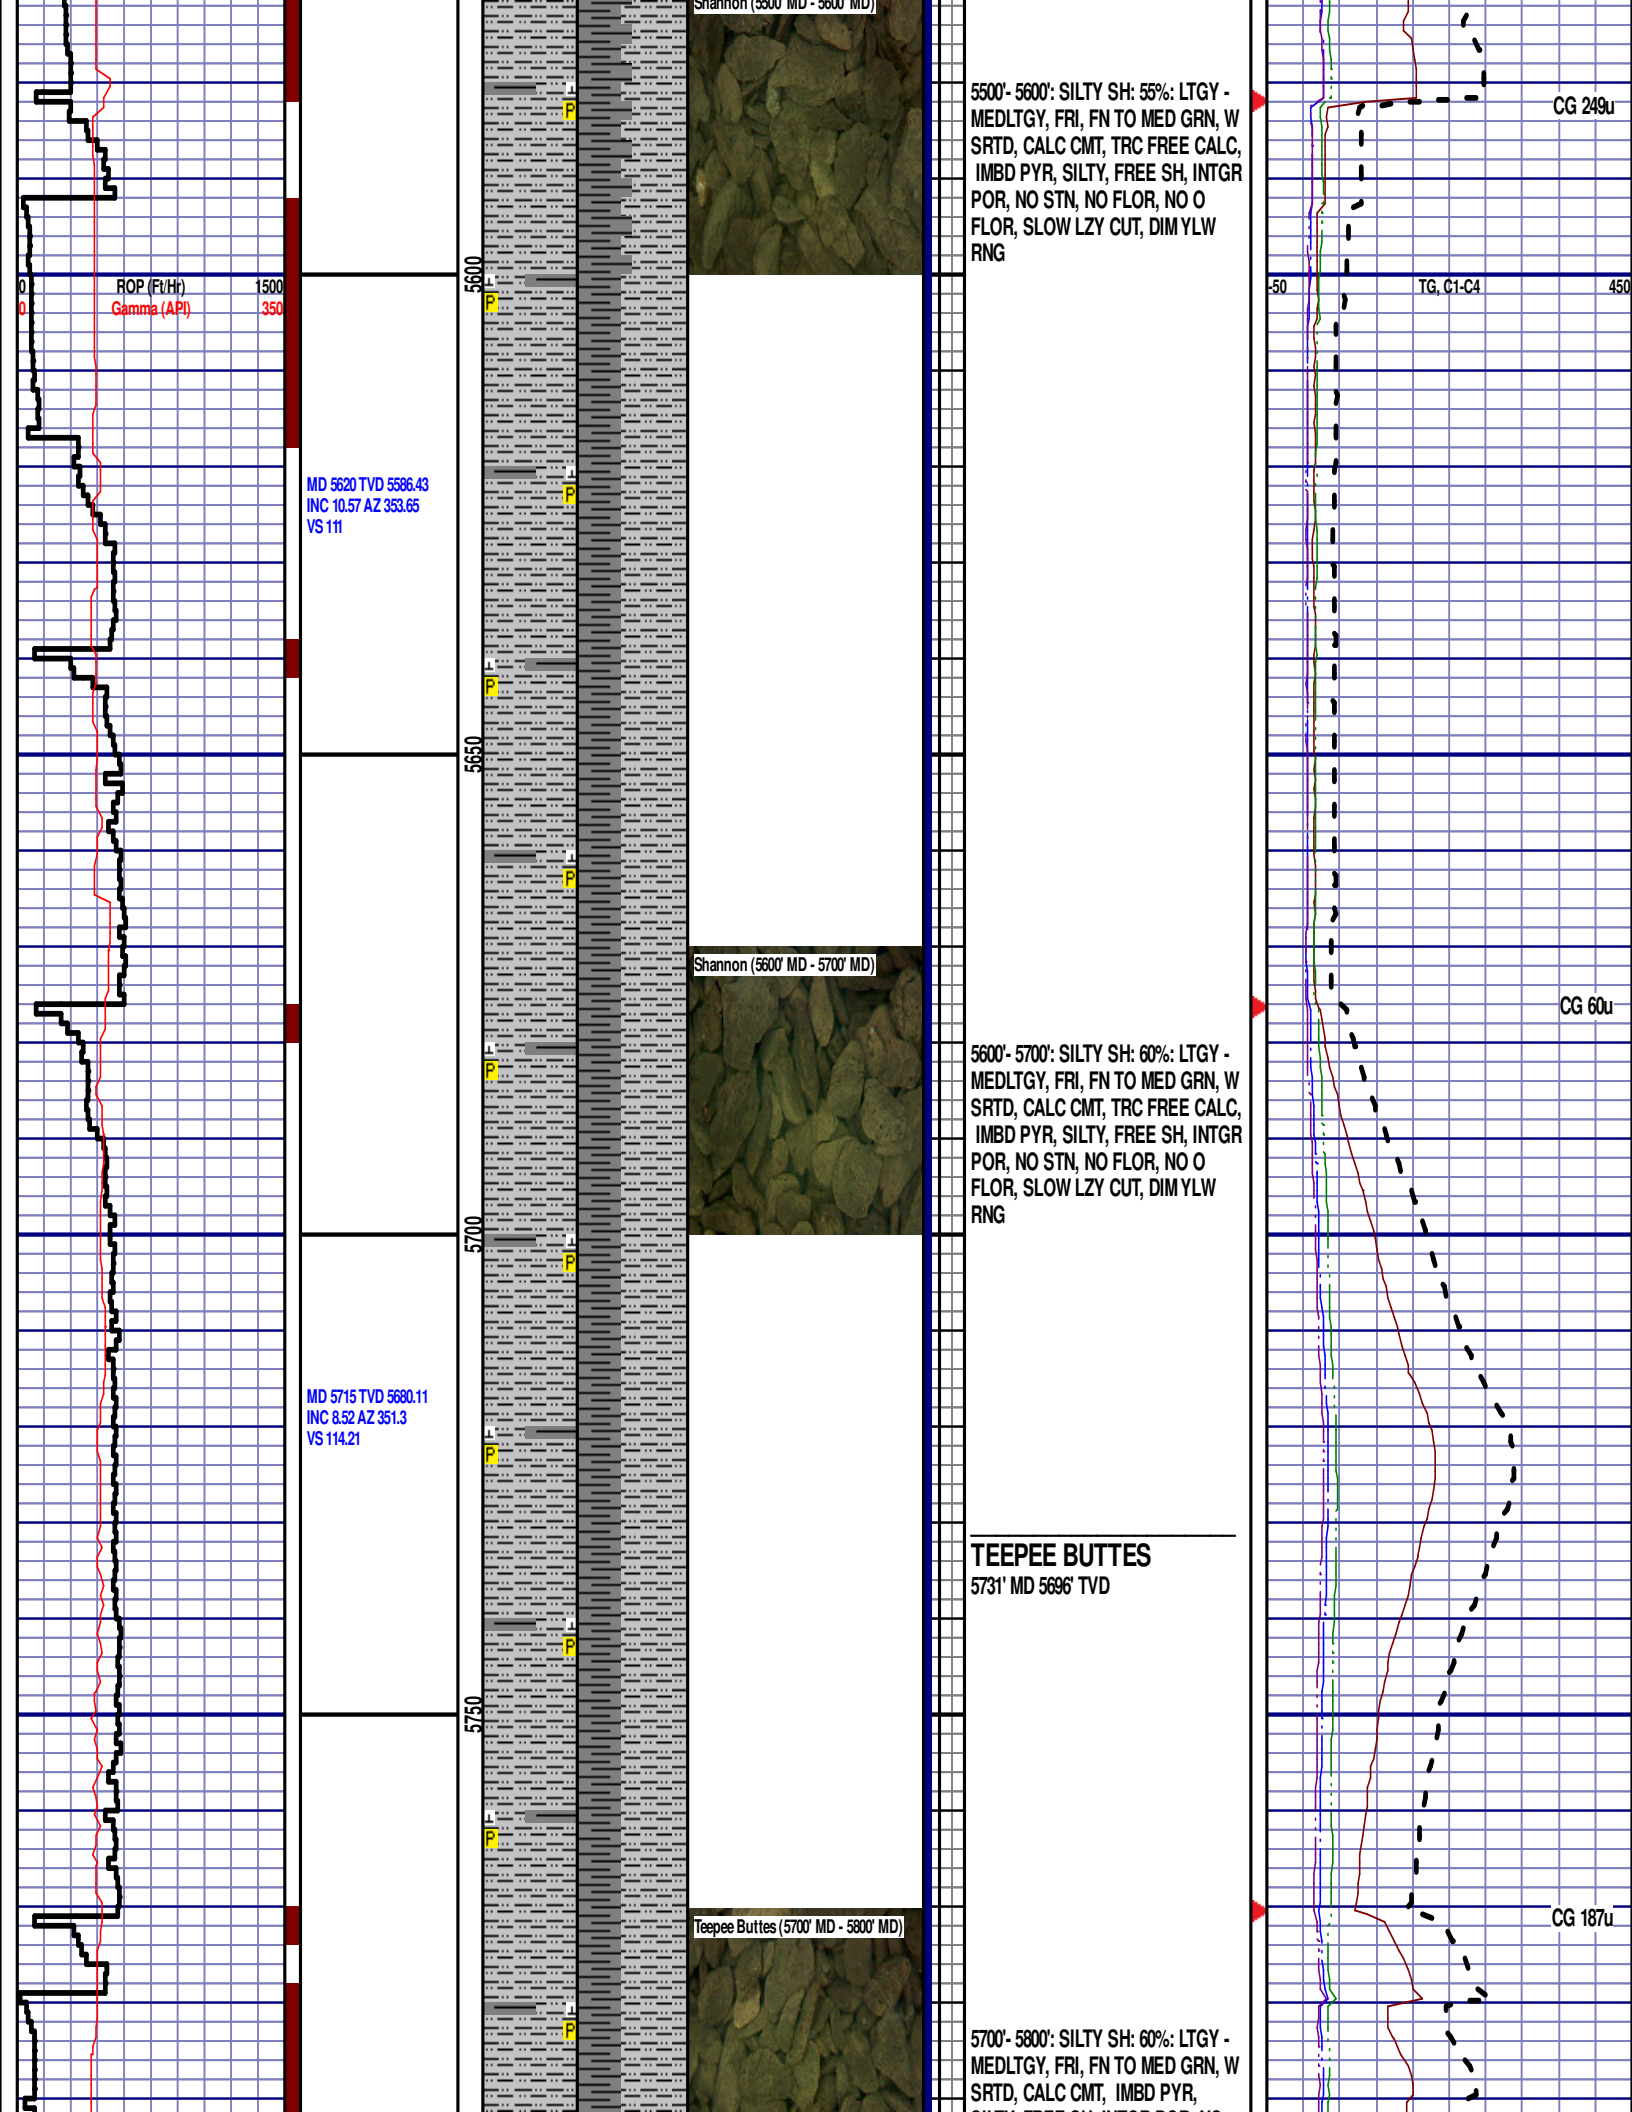 Shannon (5500' MD - 5600' MD)
5500'- 5600': SILTY SH: 55%: LTGY -
MEDLTGY, FRI, FN TO MED GRN, W
SRTD, CALC CMT, TRC FREE CALC,
IMBD PYR, SILTY, FREE SH, INTGR
POR, NO STN, NO FLOR, NO O
FLOR, SLOW LZY CUT, DIM YLW
RNG
CG 249u
P
5600
0 ROP (Ft/Hr) 1500
0 Gamma (API) 350
-50 TG, C1-C4 450
P
MD 5620 TVD 5586.43
INC 10.57 AZ 353.65
VS 111
P
P
5650
P
Shannon (5600' MD - 5700' MD)
CG 60u
P
5600'- 5700': SILTY SH: 60%: LTGY -
MEDLTGY, FRI, FN TO MED GRN, W
SRTD, CALC CMT, TRC FREE CALC,
IMBD PYR, SILTY, FREE SH, INTGR
POR, NO STN, NO FLOR, NO O
FLOR, SLOW LZY CUT, DIM YLW
RNG
5700
P
MD 5715 TVD 5680.11
INC 8.52 AZ 351.3
VS 114.21
P
TEEPEE BUTTES
5731' MD 5696' TVD
P
5750
P
Teepee Buttes (5700' MD - 5800' MD)
CG 187u
P
5700'- 5800': SILTY SH: 60%: LTGY -
MEDLTGY, FRI, FN TO MED GRN, W
SRTD, CALC CMT, IMBD PYR,